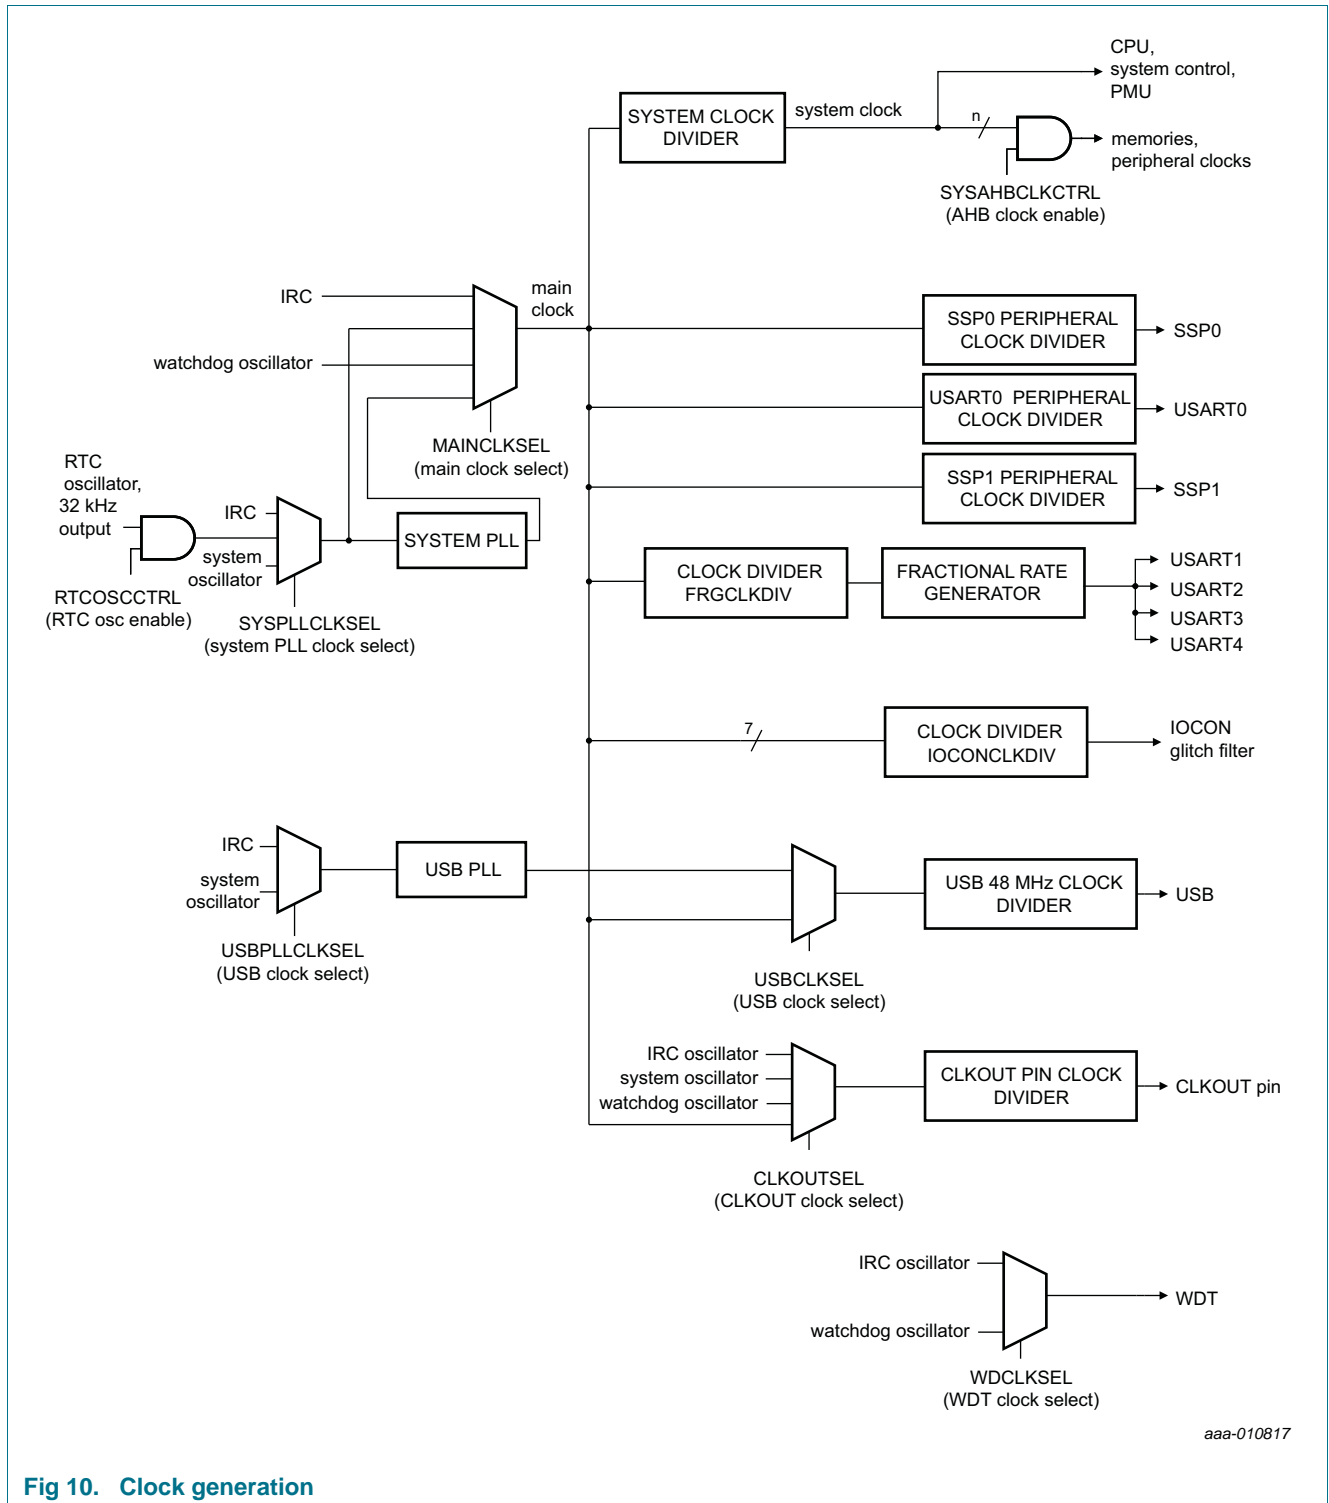 CPU,
system control,
PMU
SYSTEM CLOCK
DIVIDER
system clock
n
memories,
peripheral clocks
SYSAHBCLKCTRL
(AHB clock enable)
IRC
main
clock
watchdog oscillator
MAINCLKSEL
(main clock select)
SSP0 PERIPHERAL
CLOCK DIVIDER
SSP0
USART0 PERIPHERAL
CLOCK DIVIDER
USART0
SSP1 PERIPHERAL
CLOCK DIVIDER
SSP1
RTC
oscillator,
32 kHz
output
RTCOSCCTRL
(RTC osc enable)
IRC
system
oscillator
SYSPLLCLKSEL
(system PLL clock select)
SYSTEM PLL
CLOCK DIVIDER
FRGCLKDIV
FRACTIONAL RATE
GENERATOR
USART1
USART2
USART3
USART4
7
CLOCK DIVIDER
IOCONCLKDIV
IOCON
glitch filter
IRC
system
oscillator
USBPLLCLKSEL
(USB clock select)
USB PLL
USBCLKSEL
(USB clock select)
USB 48 MHz CLOCK
DIVIDER
USB
IRC oscillator
system oscillator
watchdog oscillator
CLKOUTSEL
(CLKOUT clock select)
CLKOUT PIN CLOCK
DIVIDER
CLKOUT pin
IRC oscillator
watchdog oscillator
WDCLKSEL
(WDT clock select)
WDT
aaa-010817
Fig 10. Clock generation